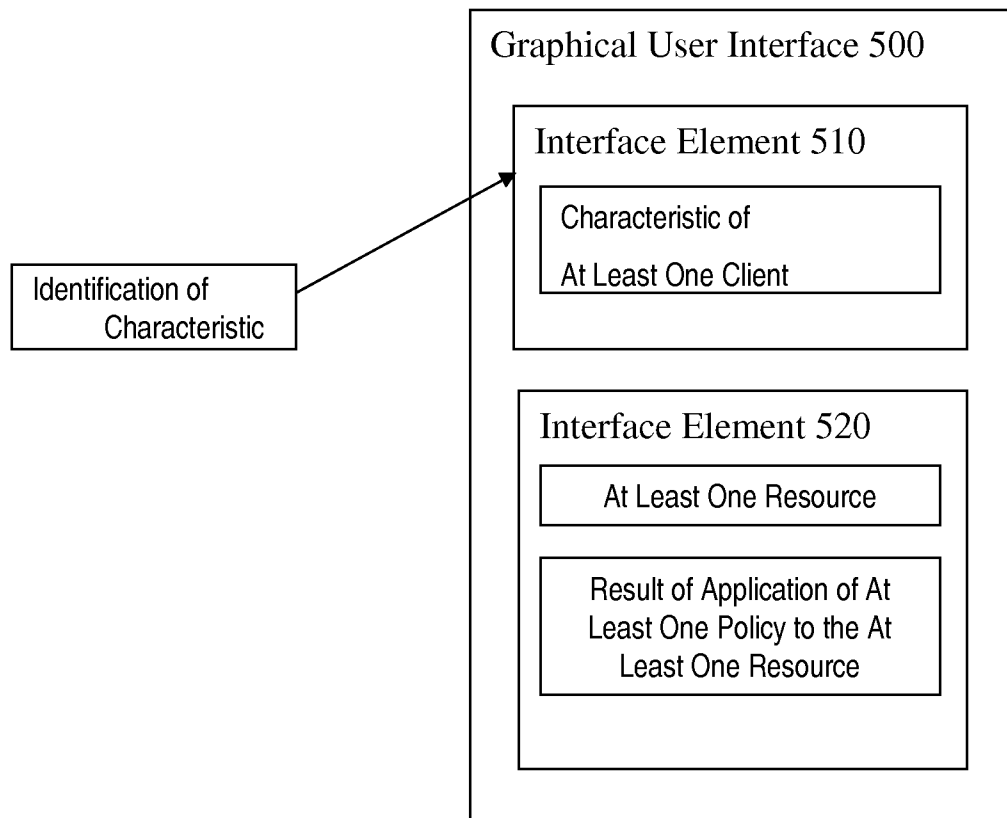 Graphical User Interface 500
Interface Element 510
Characteristic of
At Least One Client
Identification of
Characteristic
Interface Element 520
At Least One Resource
Result of Application of At
Least One Policy to the At
Least One Resource